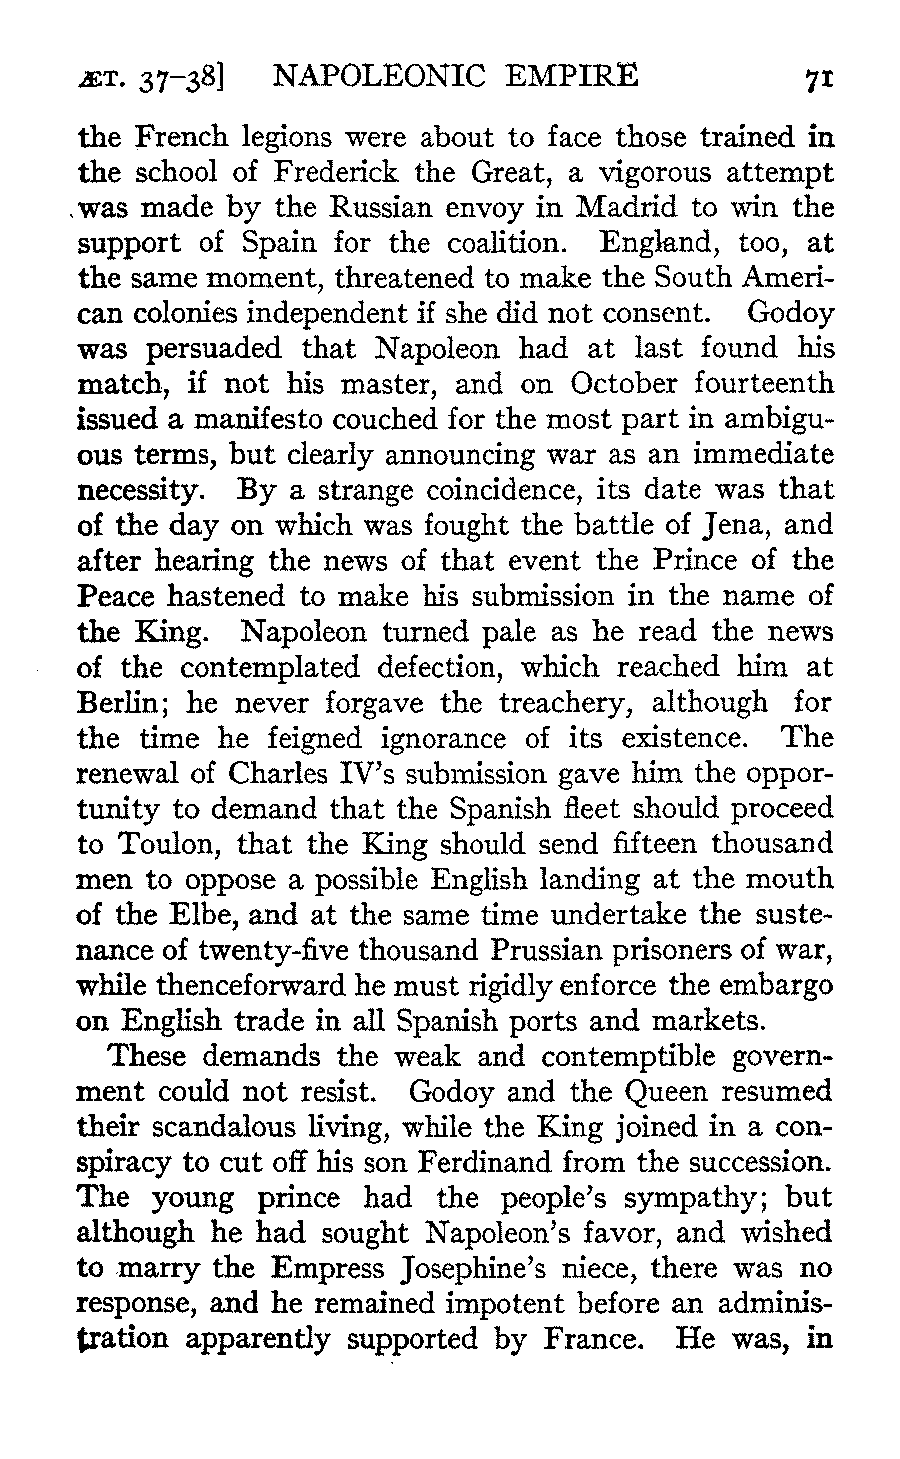 ÆT. 37–38] NAPOLEONIC EMPIRE 71
the French legions were about to face those trained in
the school of Frederick the Great, a vigorous attempt
was made by the Russian envoy in Madrid to win the
support of Spain for the coalition. England, too, at
the same moment, threatened to make the South Ameri-
can colonies independent if she did not consent. Godoy
was persuaded that Napoleon had at last found his
match, if not his master, and on October fourteenth
issued a manifesto couched for the most part in ambigu-
ous terms, but clearly announcing war as an immediate
necessity. By a strange coincidence, its date was that
of the day on which was fought the battle of Jena, and
after hearing the news of that event the Prince of the
Peace hastened to make his submission in the name of
the King. Napoleon turned pale as he read the news
of the contemplated defection, which reached him at
Berlin; he never forgave the treachery, although for
the time he feigned ignorance of its existence. The
renewal of Charles IV's submission gave him the oppor-
tunity to demand that the Spanish fleet should proceed
to Toulon, that the King should send fifteen thousand
men to oppose a possible English landing at the mouth
of the Elbe, and at the same time undertake the suste-
nance of twenty-five thousand Prussian prisoners of war,
while thenceforward he must rigidly enforce the embargo
on English trade in all Spanish ports and markets.
These demands the weak and contemptible govern-
ment could not resist. Godoy and the Queen resumed
their scandalous living, while the King joined in a con-
spiracy to cut off his son Ferdinand from the succession.
The young prince had the people's sympathy; but
although he had sought Napoleon's favor, and wished
to marry the Empress Josephine's niece, there was no
response, and he remained impotent before an adminis-
tration apparently supported by France. He was, in